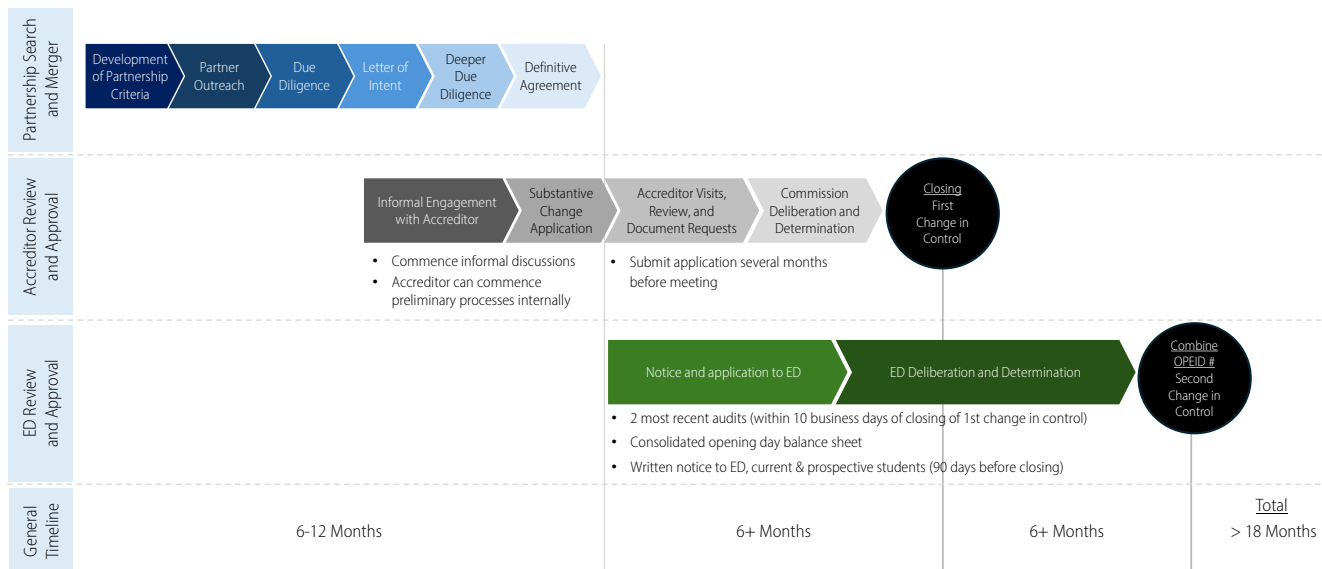 Partnership Search
and Merger
Development
of Partnership
Criteria
Partner
Outreach
Due
Diligence
Letter of
Intent
Deeper
Due
Diligence
Definitive
Agreement
Accreditor Review
and Approval
Informal Engagement
with Accreditor
Substantive
Change
Application
Accreditor Visits,
Review, and
Document Requests
Commission
Deliberation and
Determination
Closing
First
Change in
Control
• Commence informal discussions
• Accreditor can commence
preliminary processes internally
• Submit application several months
before meeting
ED Review
and Approval
Notice and application to ED
ED Deliberation and Determination
Combine
OPEID #
Second
Change in
Control
• 2 most recent audits (within 10 business days of closing of 1st change in control)
• Consolidated opening day balance sheet
• Written notice to ED, current & prospective students (90 days before closing)
General
Timeline
6-12 Months
6+ Months
6+ Months
Total
> 18 Months